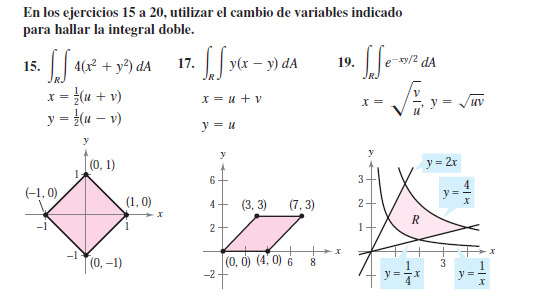 En los ejercicios 15 a 20, utilizar el cambio de variables indicado
para hallar la integral doble.
15. ∫_R ∫ 4(x² + y²) dA
x = ½(u + v)
y = ½(u − v)
17. ∫_R ∫ y(x − y) dA
x = u + v
y = u
19. ∫_R ∫ e^(−xy/2) dA
x = √(v/u), y = √(uv)
y
1
(0, 1)
(−1, 0)
(1, 0)
x
−1
1
−1
(0, −1)
y
6
4
2
(3, 3)
(7, 3)
x
(0, 0)
(4, 0)
6
8
−2
y
y = 2x
3
y = 4/x
2
R
1
x
3
y = ¼x
y = 1/x